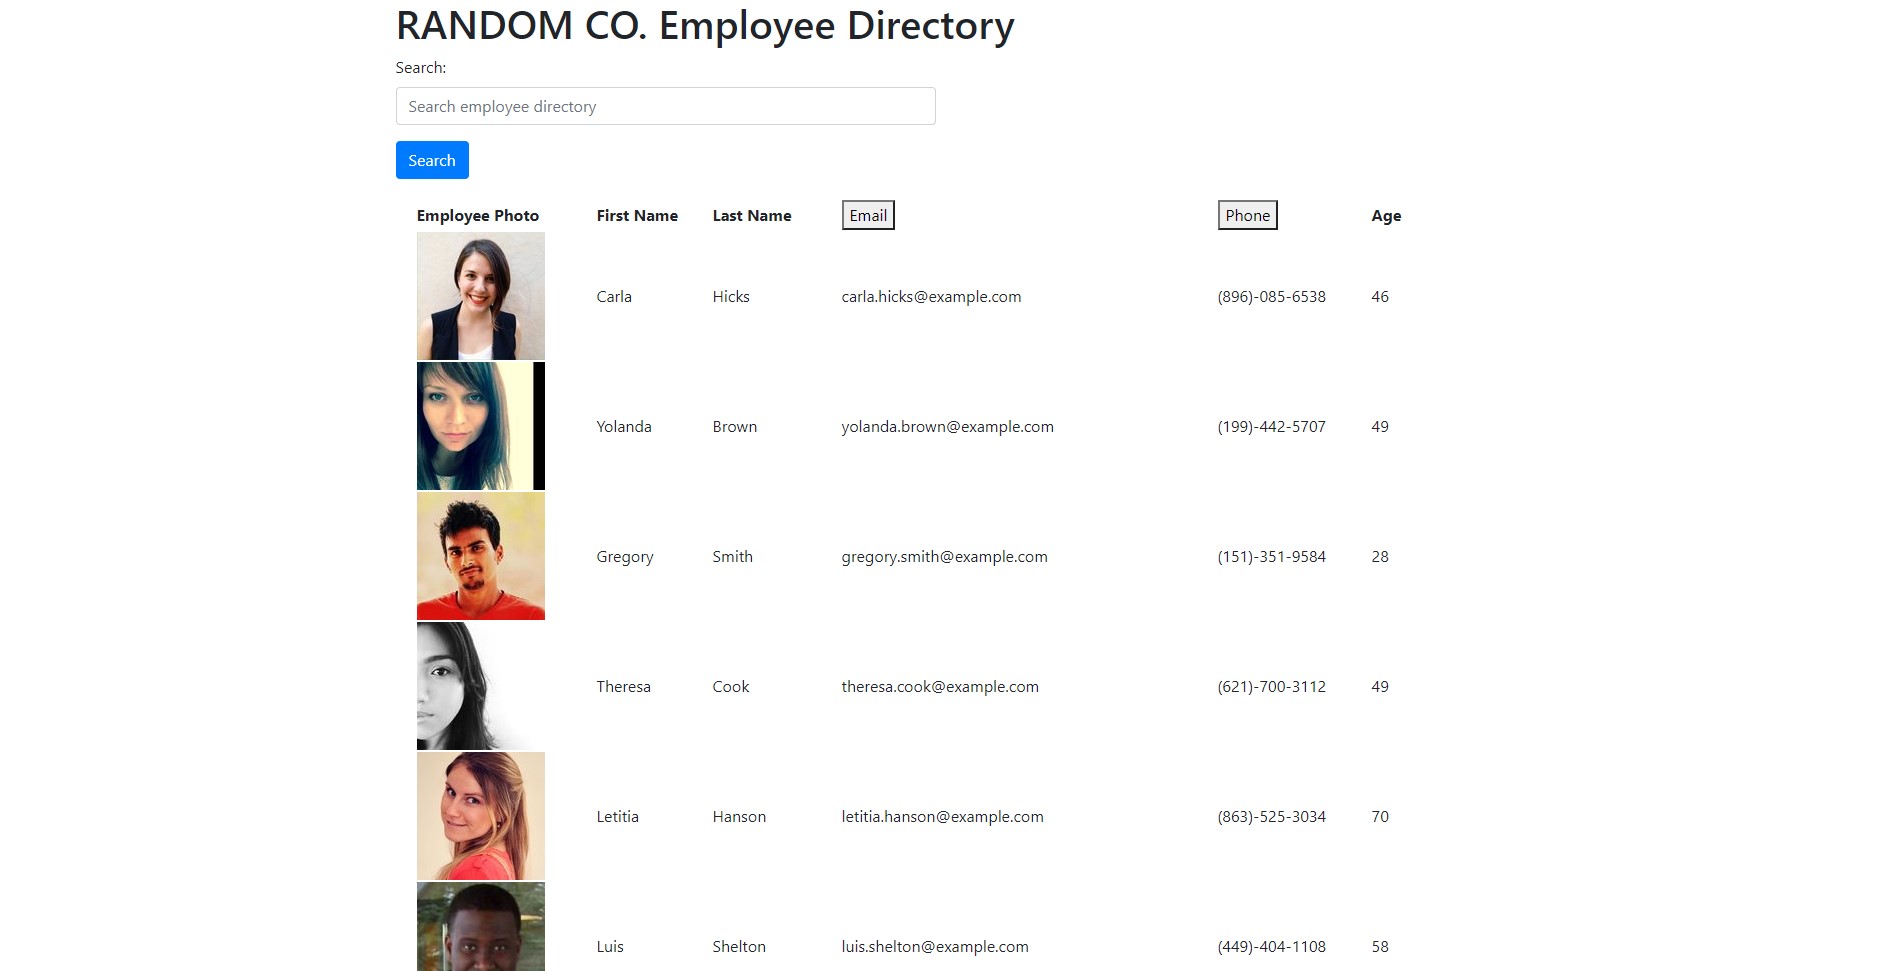 RANDOM CO. Employee Directory
Search:
Search employee directory
Search
Employee Photo First Name Last Name Email Phone Age
Carla Hicks carla.hicks@example.com (896)-085-6538 46
Yolanda Brown yolanda.brown@example.com (199)-442-5707 49
Gregory Smith gregory.smith@example.com (151)-351-9584 28
Theresa Cook theresa.cook@example.com (621)-700-3112 49
Letitia Hanson letitia.hanson@example.com (863)-525-3034 70
Luis Shelton luis.shelton@example.com (449)-404-1108 58